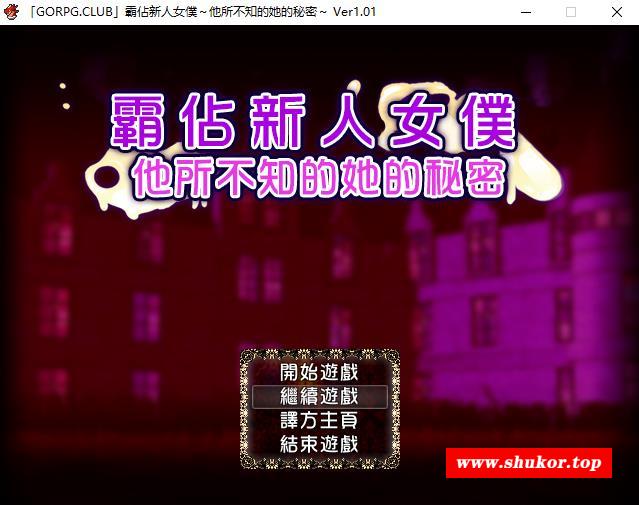 「GORPG.CLUB」霸佔新人女僕～他所不知的她的秘密～ Ver1.01
霸佔新人女僕
他所不知的她的秘密
開始遊戲
繼續遊戲
譯方主頁
結束遊戲
www.shukor.top